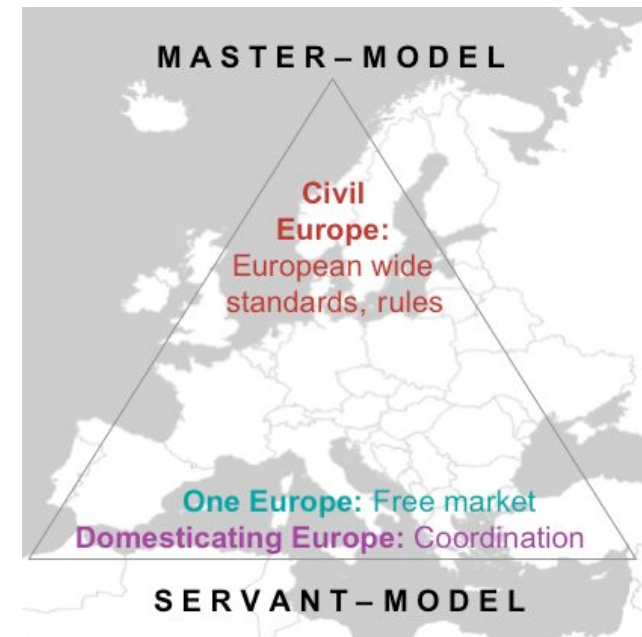 MASTER–MODEL
Civil
Europe:
European wide
standards, rules
One Europe: Free market
Domesticating Europe: Coordination
SERVANT–MODEL